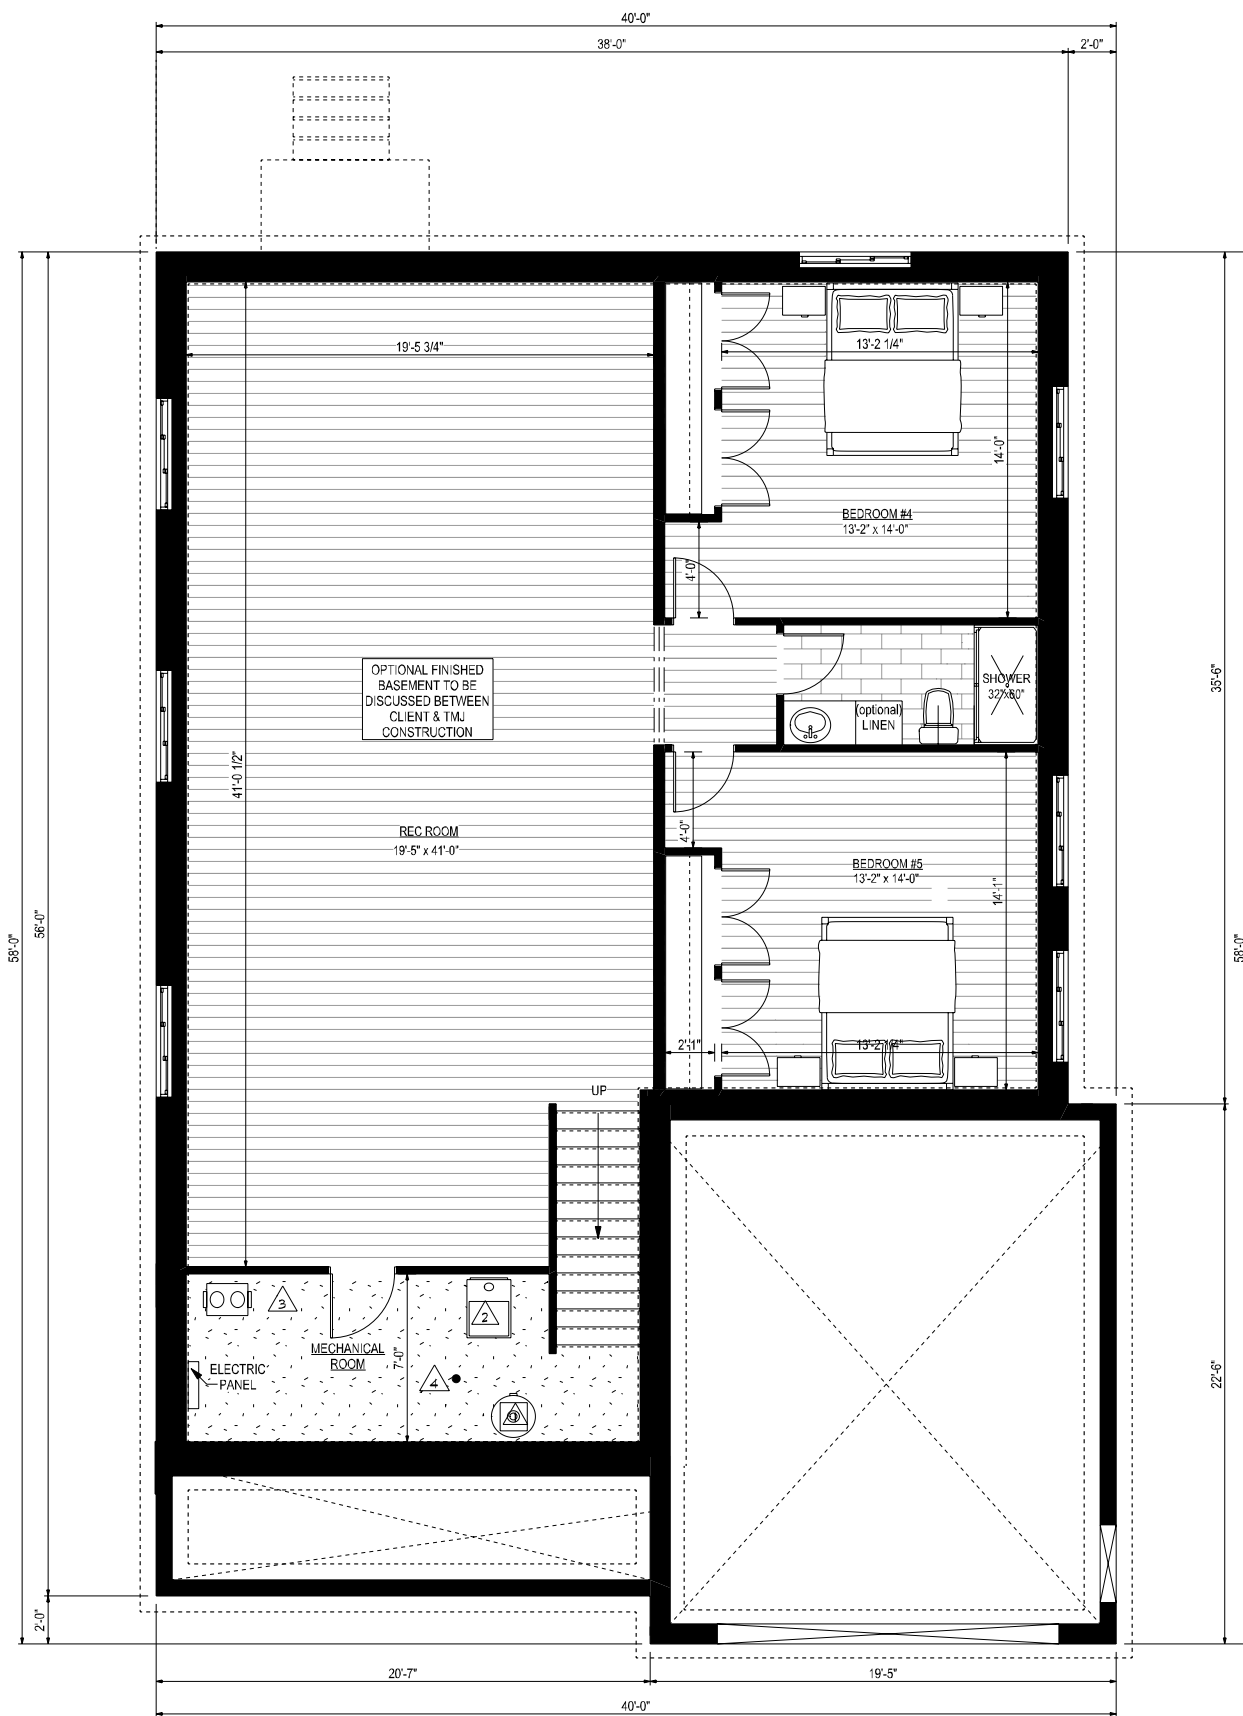 40'-0"
38'-0"
2'-0"
19'-5 3/4"
13'-2 1/4"
14'-0"
BEDROOM #4
13'-2" x 14'-0"
4'-0"
OPTIONAL FINISHED
BASEMENT TO BE
DISCUSSED BETWEEN
CLIENT & TMJ
CONSTRUCTION
SHOWER
32"x60"
(optional)
LINEN
35'-6"
41'-0 1/2"
REC ROOM
19'-5" x 41'-0"
4'-0"
BEDROOM #5
13'-2" x 14'-0"
14'-1"
58'-0"
56'-0"
58'-0"
2'-1"
13'-2 1/4"
UP
3
2
MECHANICAL
ROOM
7'-0"
ELECTRIC
PANEL
4
22'-6"
2'-0"
20'-7"
19'-5"
40'-0"